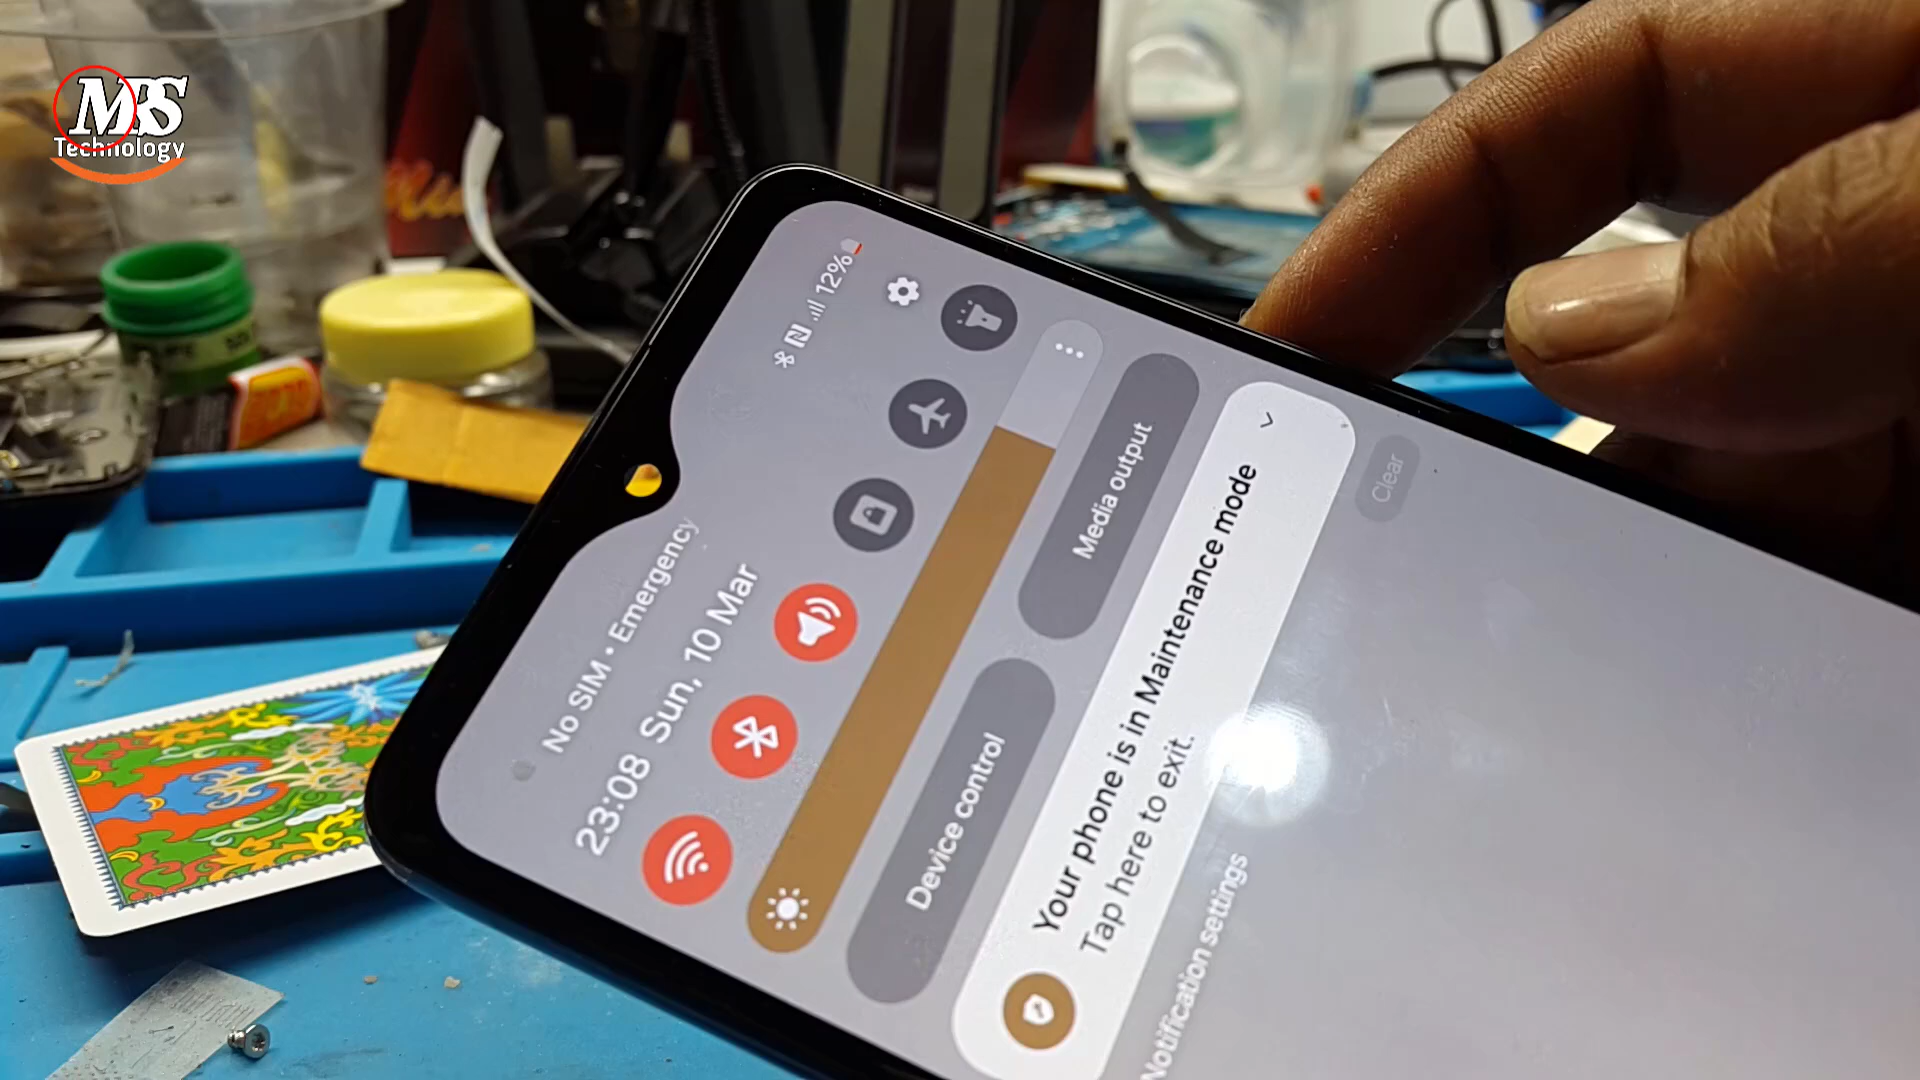 MBS
Technology
12%
No SIM • Emergency
23:08 Sun, 10 Mar
Device control
Media output
Your phone is in Maintenance mode
Tap here to exit.
Notification settings
Clear